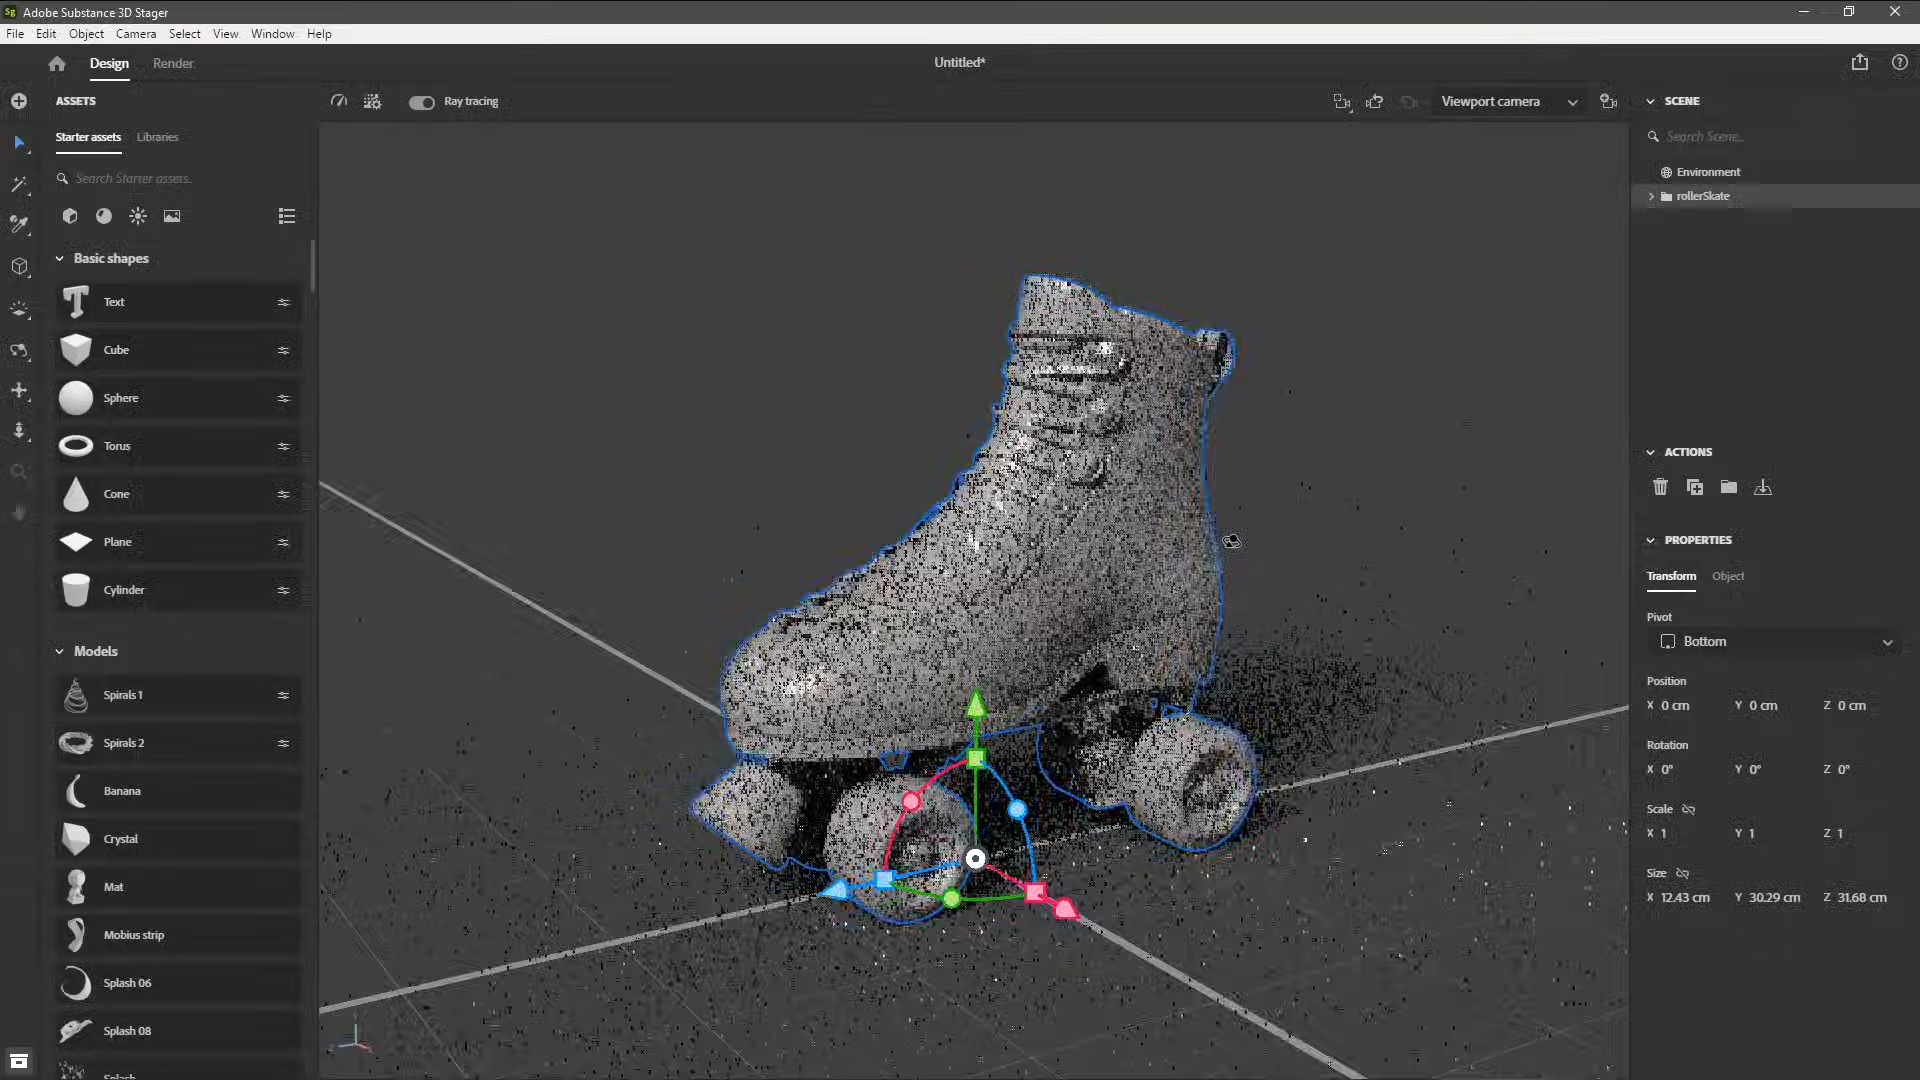 Sg Adobe Substance 3D Stager
File Edit Object Camera Select View Window Help
Design Render
Untitled*
ASSETS
Starter assets Libraries
Search Starter assets..
Basic shapes
Text
Cube
Sphere
Torus
Cone
Plane
Cylinder
Models
Spirals 1
Spirals 2
Banana
Crystal
Mat
Mobius strip
Splash 06
Splash 08
Splash
Ray tracing
Viewport camera
SCENE
Search Scene..
Environment
rollerSkate
ACTIONS
PROPERTIES
Transform Object
Pivot
Bottom
Position
X 0 cm Y 0 cm Z 0 cm
Rotation
X 0° Y 0° Z 0°
Scale
X 1 Y 1 Z 1
Size
X 12.43 cm Y 30.29 cm Z 31.68 cm